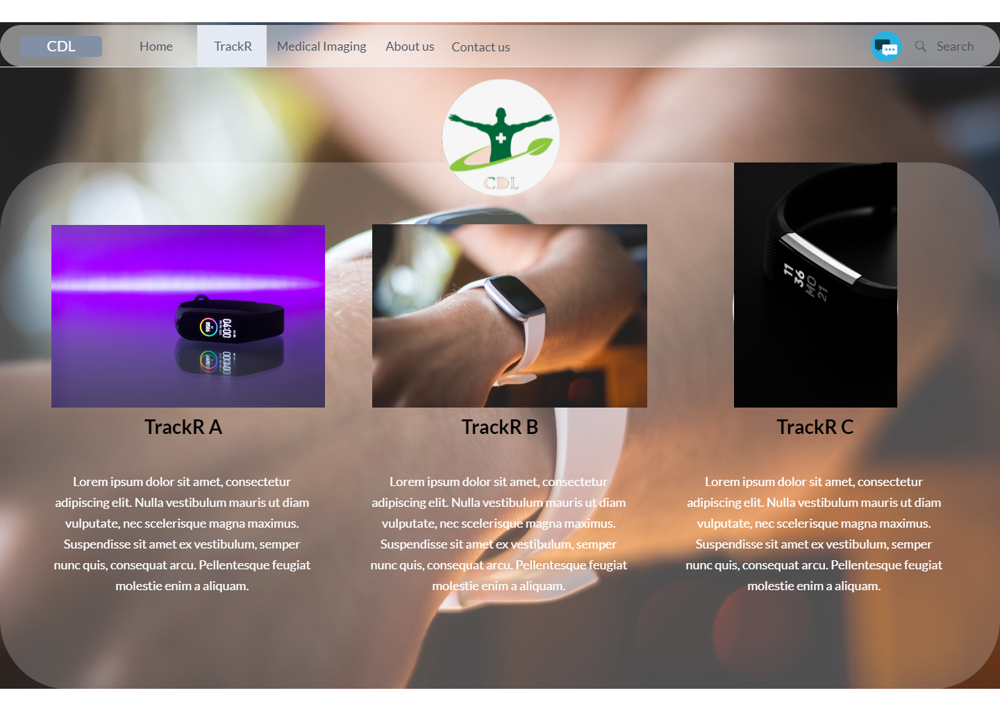 CDL
Home
TrackR
Medical Imaging
About us
Contact us
Search
CDL
11
36
MO
21
04:00
TrackR A
TrackR B
TrackR C
Lorem ipsum dolor sit amet, consectetur
adipiscing elit. Nulla vestibulum mauris ut diam
vulputate, nec scelerisque magna maximus.
Suspendisse sit amet ex vestibulum, semper
nunc quis, consequat arcu. Pellentesque feugiat
molestie enim a aliquam.
Lorem ipsum dolor sit amet, consectetur
adipiscing elit. Nulla vestibulum mauris ut diam
vulputate, nec scelerisque magna maximus.
Suspendisse sit amet ex vestibulum, semper
nunc quis, consequat arcu. Pellentesque feugiat
molestie enim a aliquam.
Lorem ipsum dolor sit amet, consectetur
adipiscing elit. Nulla vestibulum mauris ut diam
vulputate, nec scelerisque magna maximus.
Suspendisse sit amet ex vestibulum, semper
nunc quis, consequat arcu. Pellentesque feugiat
molestie enim a aliquam.